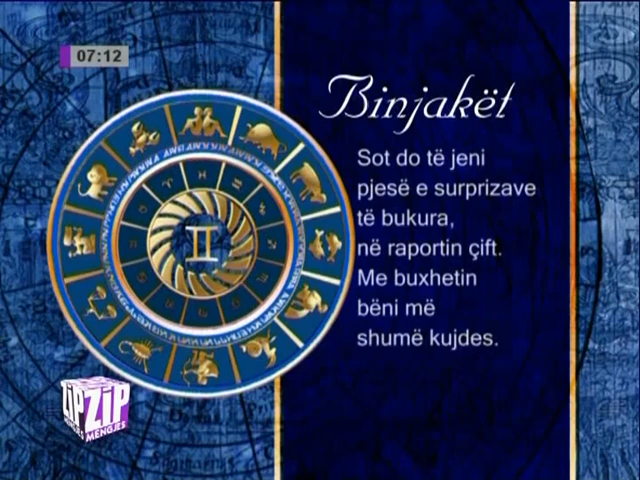 07:12
Binjakët
Sot do të jeni
pjesë e surprizave
të bukura,
në raportin çift.
Me buxhetin
bëni më
shumë kujdes.
ZIP ZIP
MENGJES